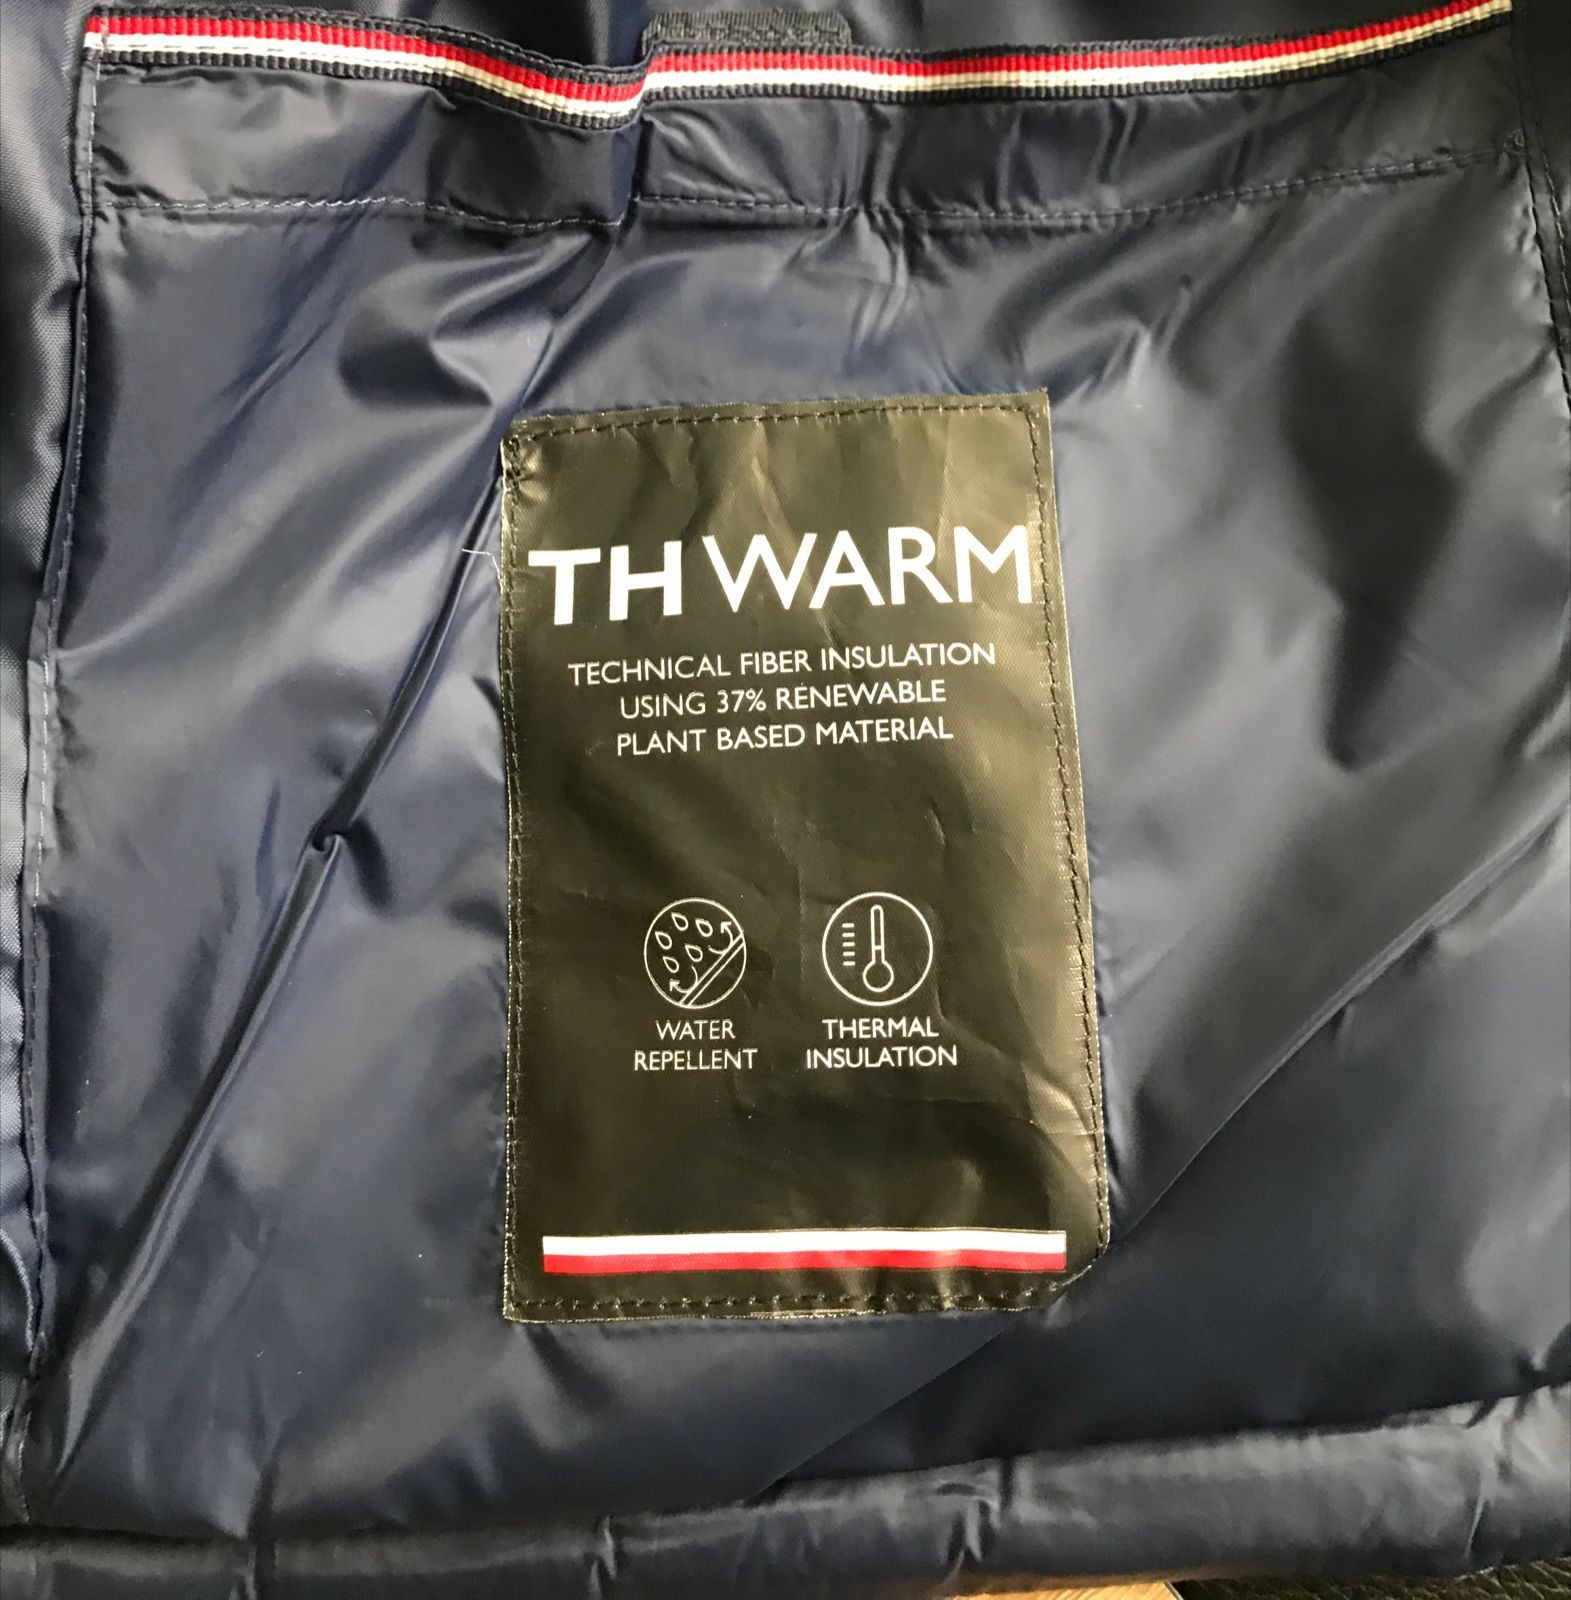 TH WARM
TECHNICAL FIBER INSULATION
USING 37% RENEWABLE
PLANT BASED MATERIAL
WATER
REPELLENT
THERMAL
INSULATION